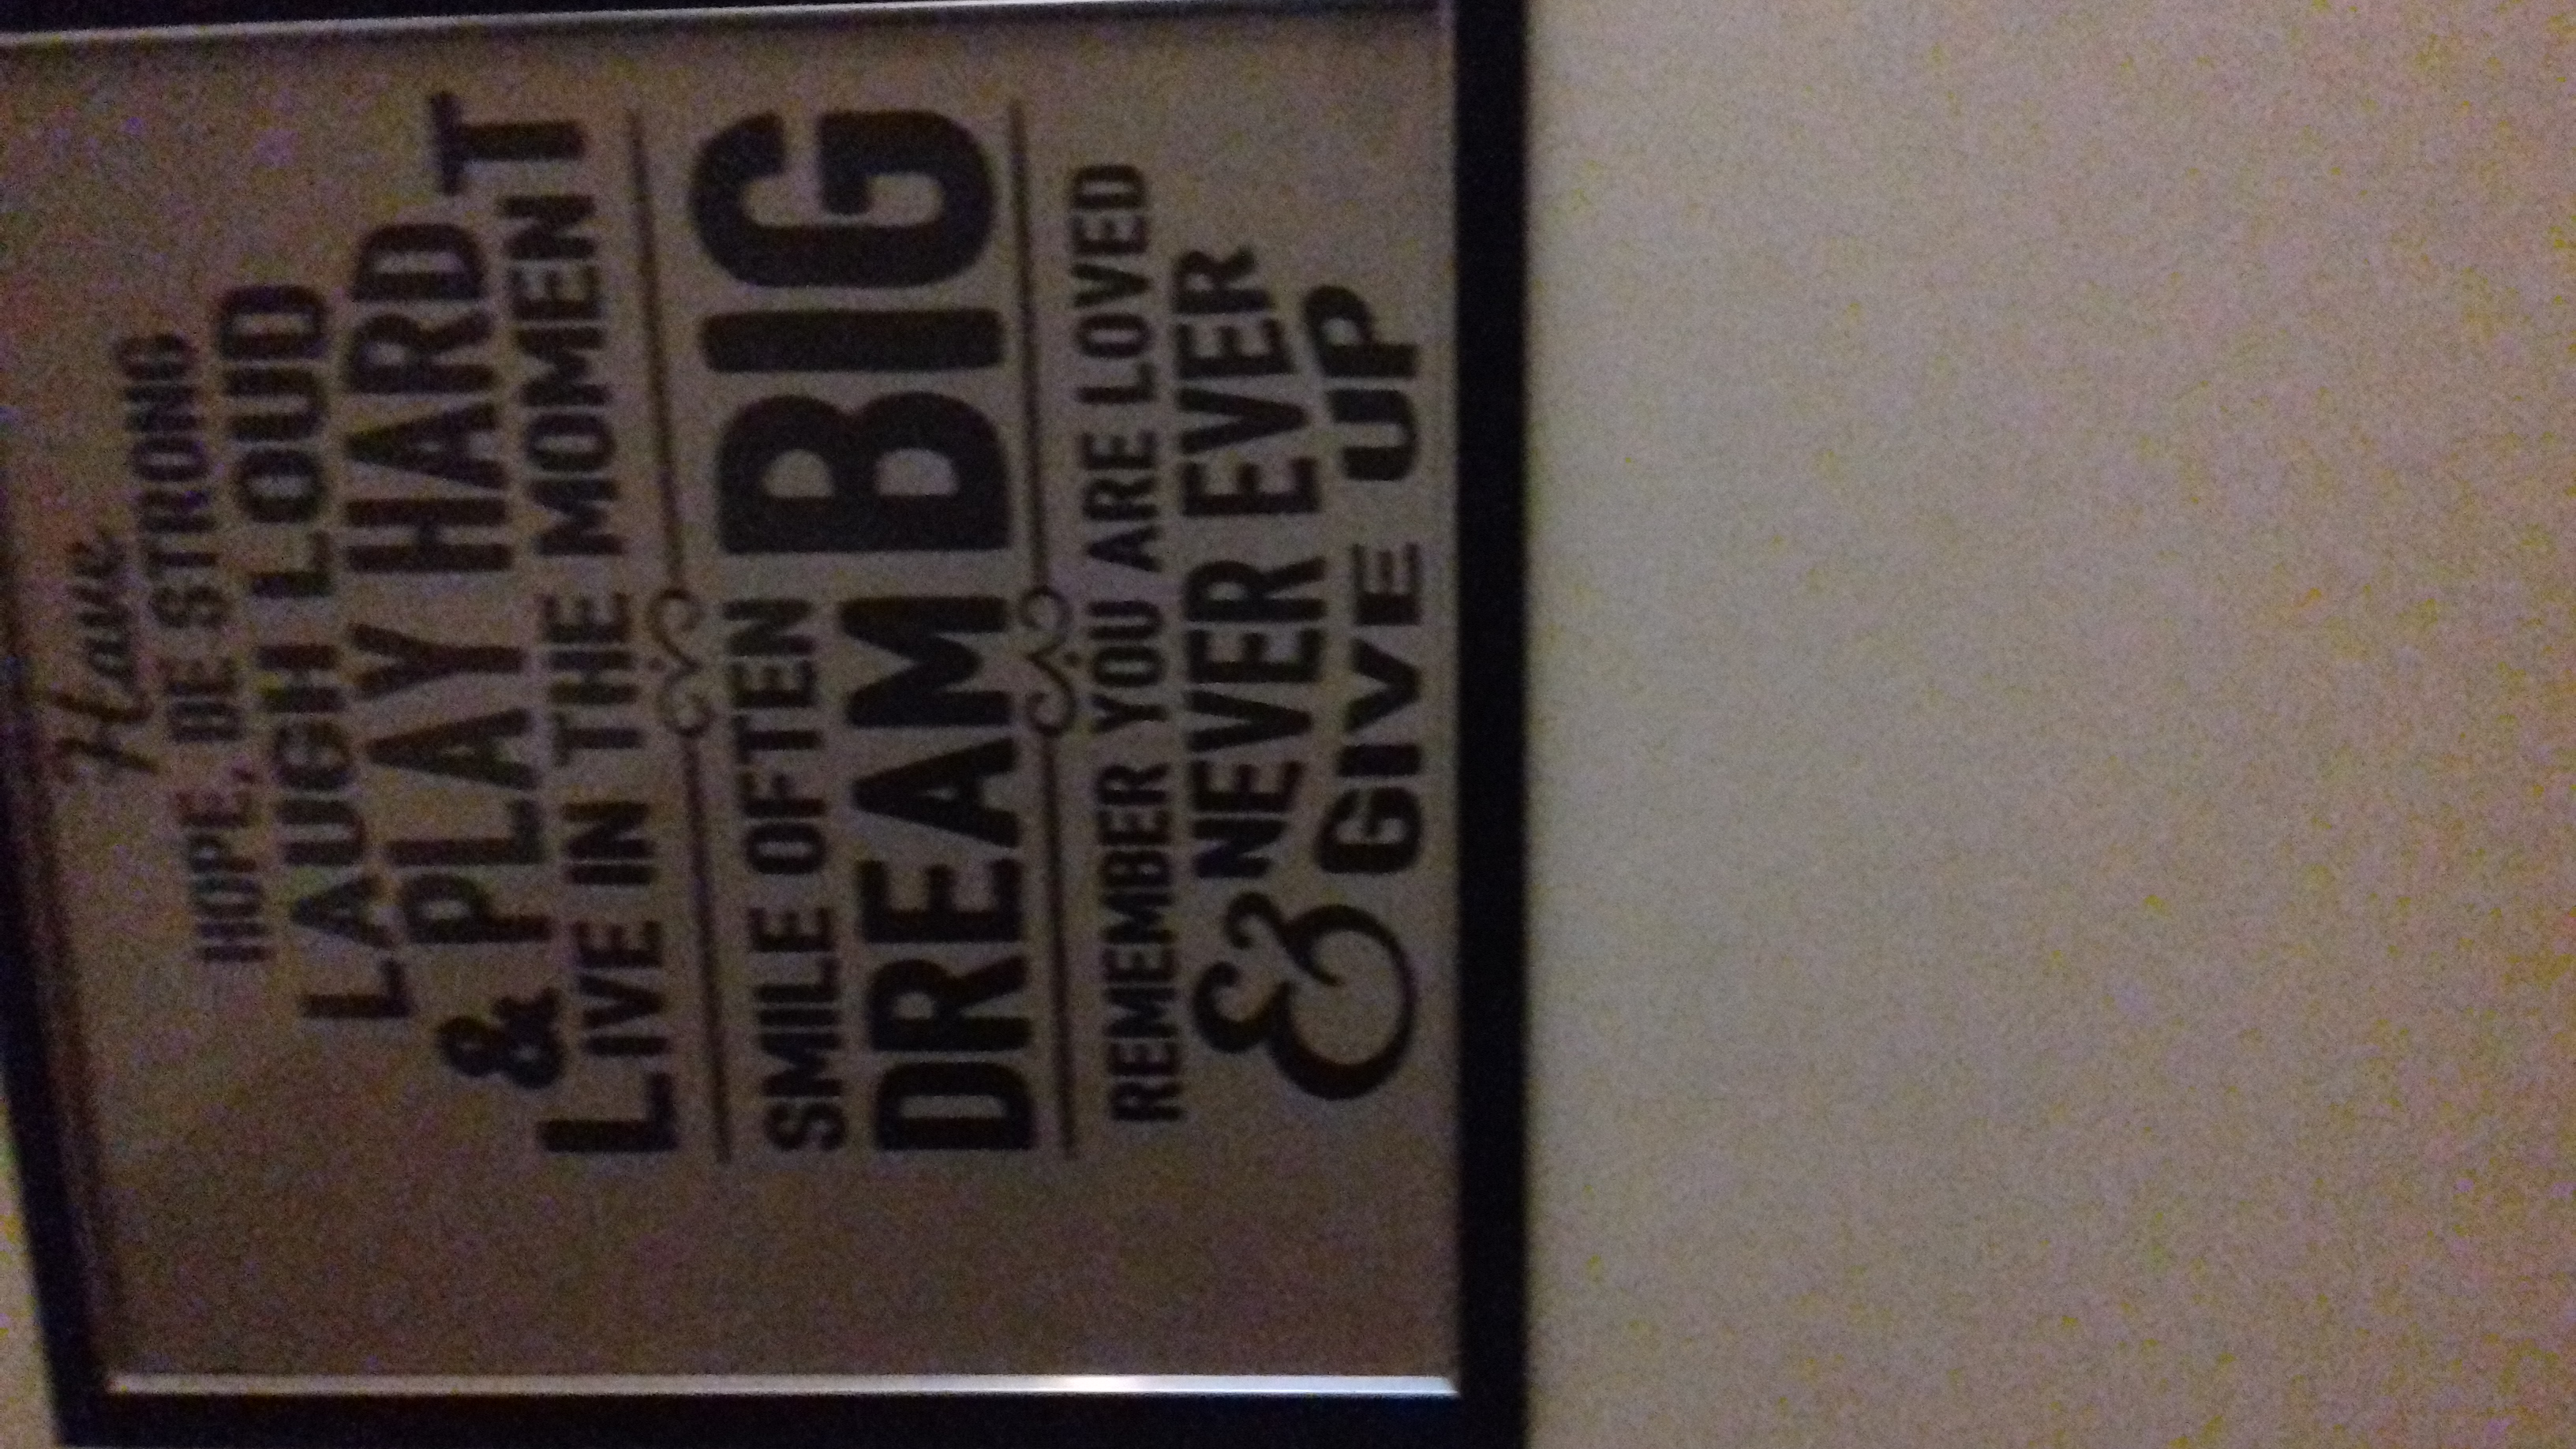 Have
HOPE, BE STRONG
LAUGH LOUD
& PLAY HARD
LIVE IN THE MOMENT
SMILE OFTEN
DREAM BIG
REMEMBER YOU ARE LOVED
& NEVER EVER
GIVE UP